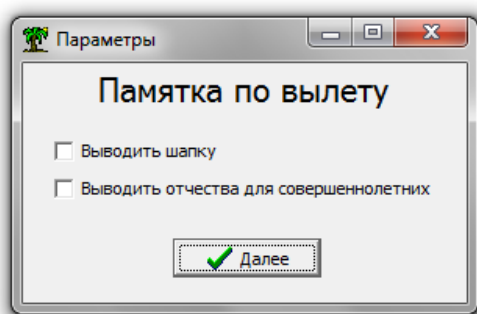 Параметры
Памятка по вылету
Выводить шапку
Выводить отчества для совершеннолетних
Далее